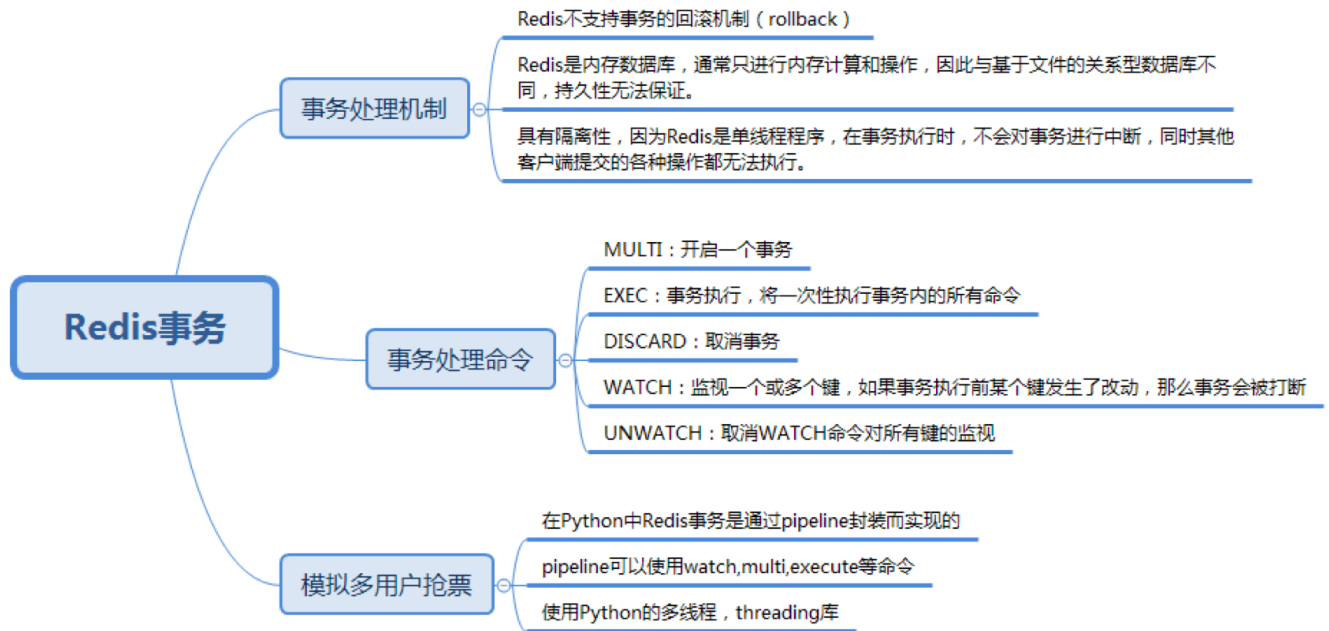 Redis事务
事务处理机制
Redis不支持事务的回滚机制（rollback）
Redis是内存数据库，通常只进行内存计算和操作，因此与基于文件的关系型数据库不
同，持久性无法保证。
具有隔离性，因为Redis是单线程程序，在事务执行时，不会对事务进行中断，同时其他
客户端提交的各种操作都无法执行。
事务处理命令
MULTI：开启一个事务
EXEC：事务执行，将一次性执行事务内的所有命令
DISCARD：取消事务
WATCH：监视一个或多个键，如果事务执行前某个键发生了改动，那么事务会被打断
UNWATCH：取消WATCH命令对所有键的监视
模拟多用户抢票
在Python中Redis事务是通过pipeline封装而实现的
pipeline可以使用watch,multi,execute等命令
使用Python的多线程，threading库